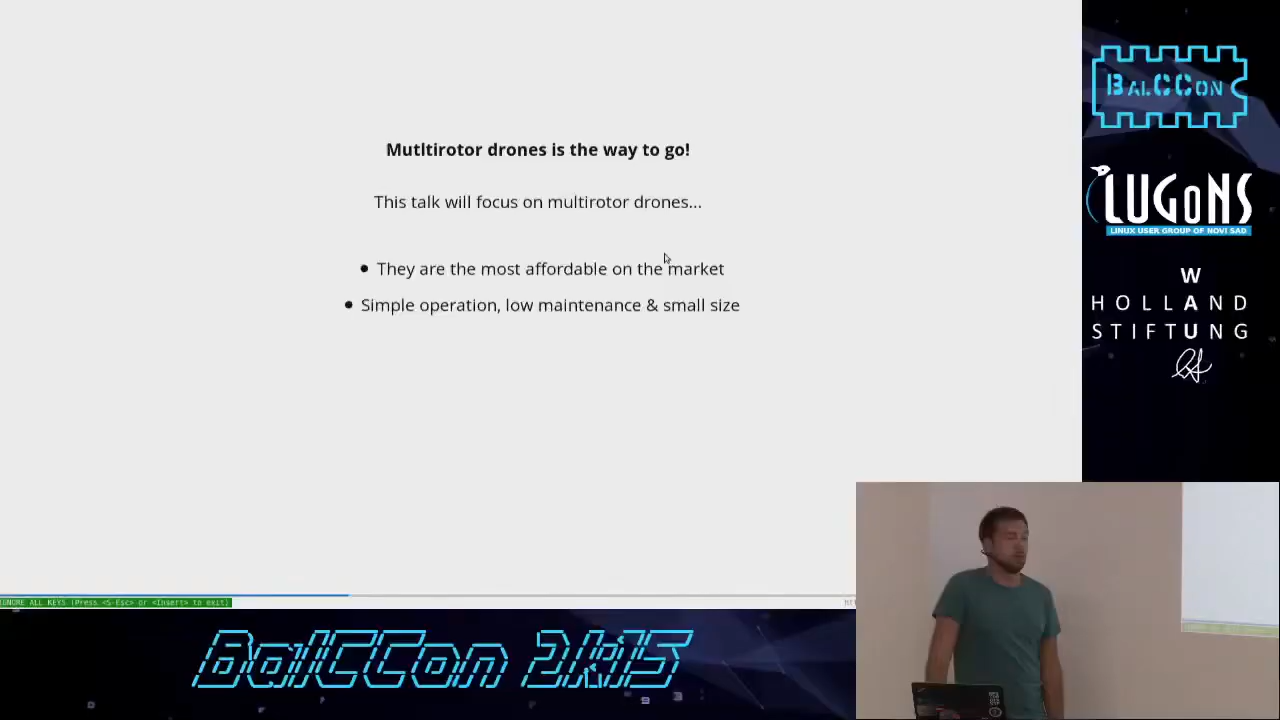 Mutltirotor drones is the way to go!
This talk will focus on multirotor drones...
They are the most affordable on the market
Simple operation, low maintenance & small size
IGNORE ALL KEYS (Press <S-Esc> or <Insert> to exit)
BALCCON
LUGONS
LINUX USER GROUP OF NOVI SAD
W
HOLLAND
A
STIFTUNG
BalCCon 2k15